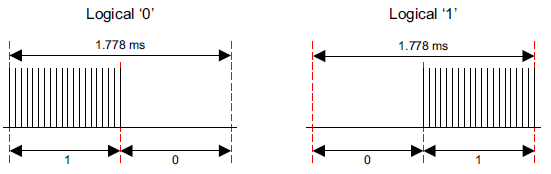 Logical ‘0’ Logical ‘1’
1.778 ms 1.778 ms
1 0 0 1